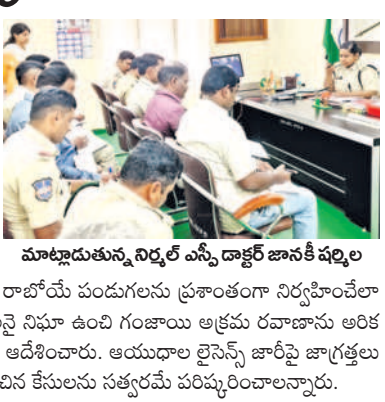 మాట్లాడుతున్న నిర్మల్ ఎస్పీ డాక్టర్ జానకీ షర్మిల
రాబోయే పండుగలను ప్రశాంతంగా నిర్వహించేలా
నిఘా ఉంచి గంజాయి అక్రమ రవాణాను అరిక
ఆదేశించారు. ఆయుధాల లైసెన్స్ జారీపై జాగ్రత్తలు
చిన కేసులను సత్వరమే పరిష్కరించాలన్నారు.